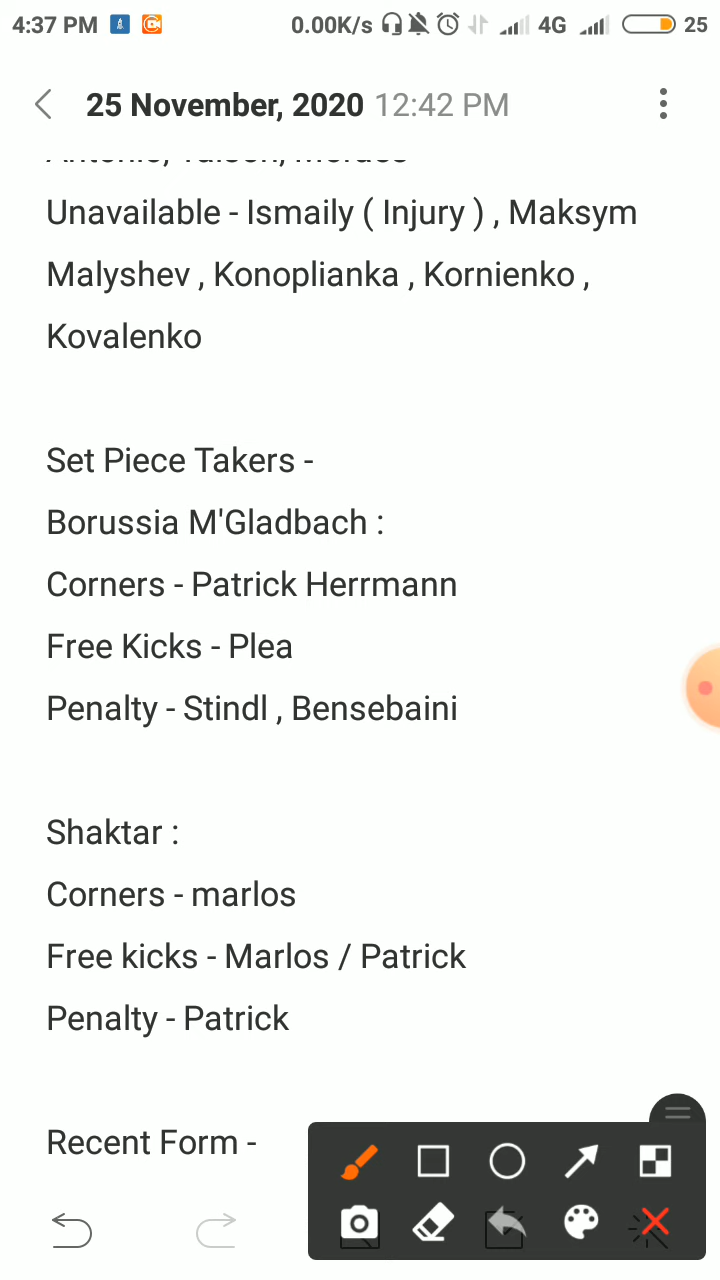 4:37 PM 0.00K/s 4G 25
25 November, 2020 12:42 PM
Unavailable - Ismaily ( Injury ) , Maksym
Malyshev , Konoplianka , Kornienko ,
Kovalenko
Set Piece Takers -
Borussia M'Gladbach :
Corners - Patrick Herrmann
Free Kicks - Plea
Penalty - Stindl , Bensebaini
Shaktar :
Corners - marlos
Free kicks - Marlos / Patrick
Penalty - Patrick
Recent Form -